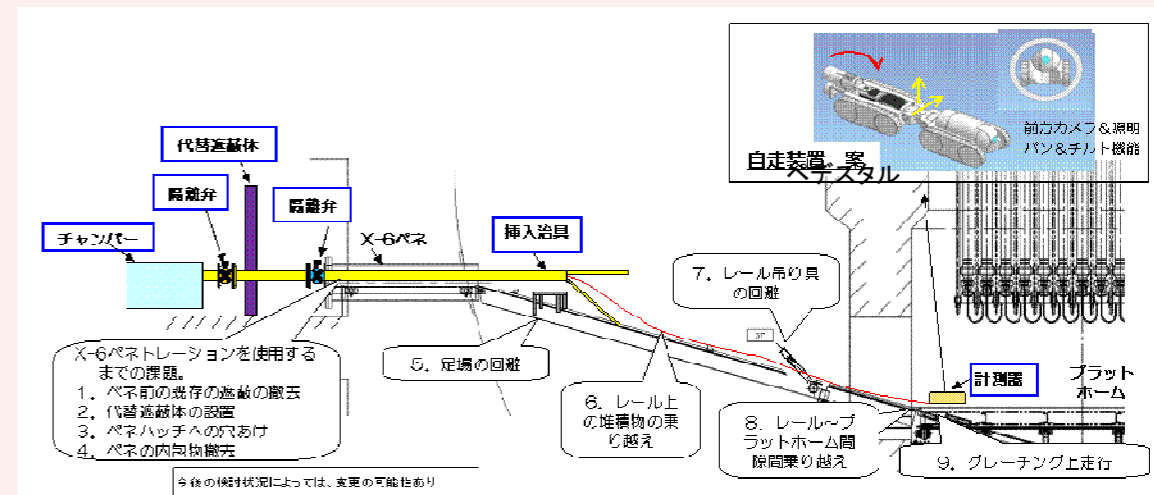 前方カメラ&照明
パン&チルト機能
自走装置 案
ペデスタル
代替遮蔽体
隔離弁
隔離弁
チャンバー
X-6ペネ
挿入治具
7. レール吊り具
の回避
X-6ペネトレーションを使用する
までの課題。
1. ペネ前の既存の遮蔽の撤去
2. 代替遮蔽体の設置
3. ペネハッチへの穴あけ
4. ペネの内包物撤去
5. 足場の回避
6. レール上
の堆積物の乗
り越え
計測器
プラット
ホーム
8. レール~プ
ラットホーム間
隙間乗り越え
9. グレーチング上走行
今後の検討状況によっては、変更の可能性あり